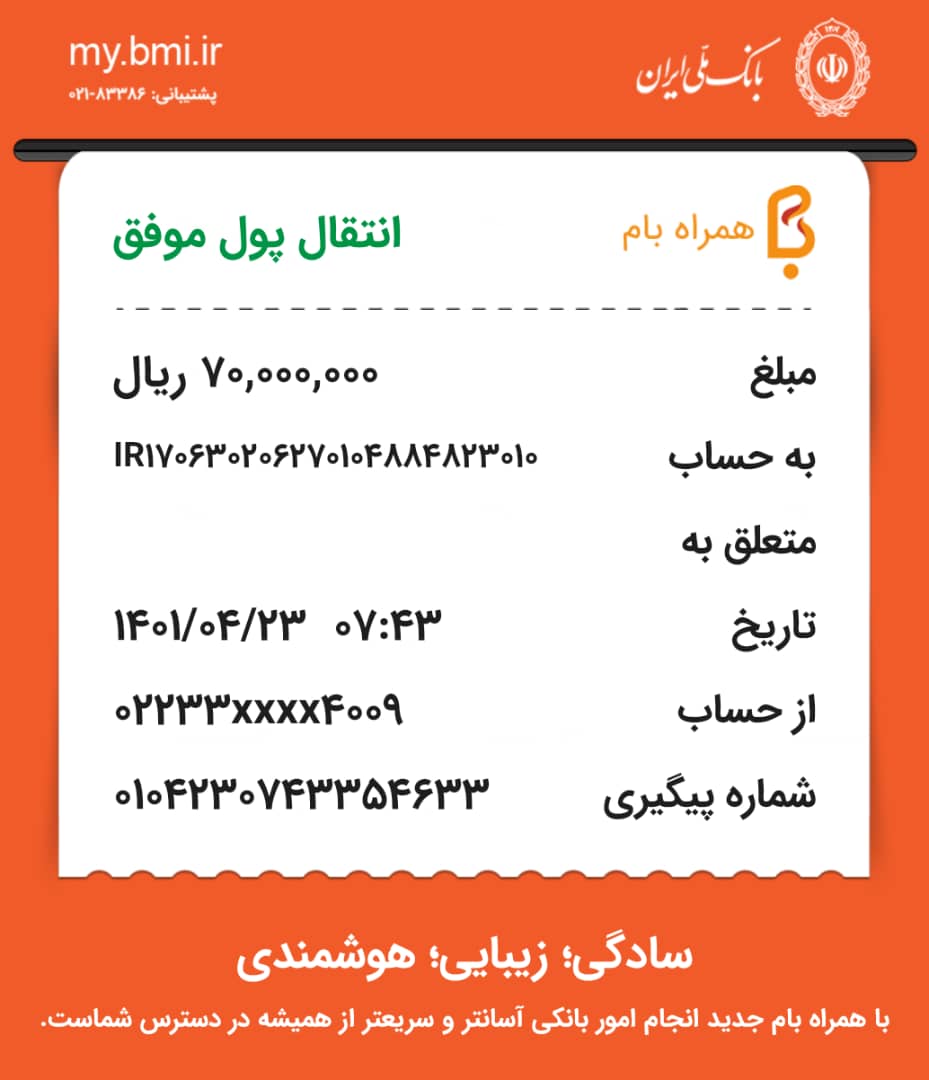 بانک ملّی ایران
my.bmi.ir
پشتیبانی: ۸۳۳۸۶-۰۲۱
همراه بام
انتقال پول موفق
مبلغ ۷۰,۰۰۰,۰۰۰ ریال
به حساب IR۱۷۰۶۳۰۲۰۶۲۷۰۱۰۴۸۸۴۸۲۳۰۱۰
متعلق به
تاریخ ۱۴۰۱/۰۴/۲۳ ۰۷:۴۳
از حساب ۰۲۲۳۳xxxx۴۰۰۹
شماره پیگیری ۰۱۰۴۲۳۰۷۴۳۳۵۴۶۳۳
سادگی؛ زیبایی؛ هوشمندی
با همراه بام جدید انجام امور بانکی آسانتر و سریعتر از همیشه در دسترس شماست.